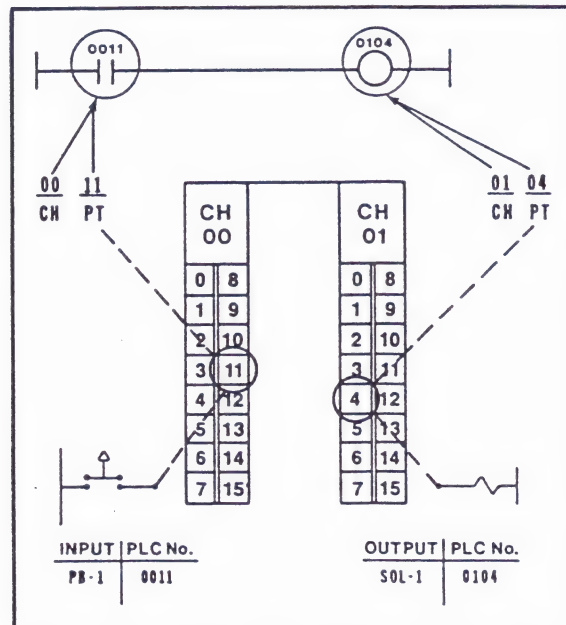 0011 0104
00 11 01 04
CH PT CH PT
CH CH
00 01
0 8 0 8
1 9 1 9
2 10 2 10
3 11 3 11
4 12 4 12
5 13 5 13
6 14 6 14
7 15 7 15
INPUT PLC No. OUTPUT PLC No.
PB-1 0011 SOL-1 0104